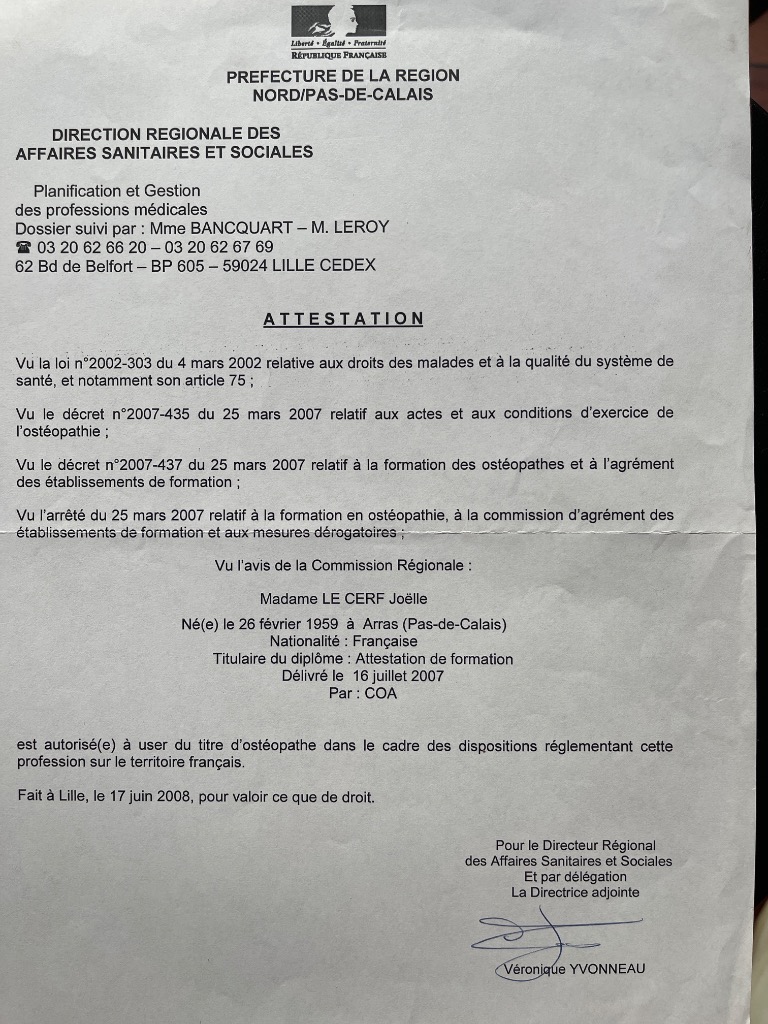 Liberté • Égalité • Fraternité
RÉPUBLIQUE FRANÇAISE
PREFECTURE DE LA REGION
NORD/PAS-DE-CALAIS
DIRECTION REGIONALE DES
AFFAIRES SANITAIRES ET SOCIALES
Planification et Gestion
des professions médicales
Dossier suivi par : Mme BANCQUART – M. LEROY
☎ 03 20 62 66 20 – 03 20 62 67 69
62 Bd de Belfort – BP 605 – 59024 LILLE CEDEX
ATTESTATION
Vu la loi n°2002-303 du 4 mars 2002 relative aux droits des malades et à la qualité du système de
santé, et notamment son article 75 ;
Vu le décret n°2007-435 du 25 mars 2007 relatif aux actes et aux conditions d'exercice de
l'ostéopathie ;
Vu le décret n°2007-437 du 25 mars 2007 relatif à la formation des ostéopathes et à l'agrément
des établissements de formation ;
Vu l'arrêté du 25 mars 2007 relatif à la formation en ostéopathie, à la commission d'agrément des
établissements de formation et aux mesures dérogatoires ;
Vu l'avis de la Commission Régionale :
Madame LE CERF Joëlle
Né(e) le 26 février 1959 à Arras (Pas-de-Calais)
Nationalité : Française
Titulaire du diplôme : Attestation de formation
Délivré le 16 juillet 2007
Par : COA
est autorisé(e) à user du titre d'ostéopathe dans le cadre des dispositions réglementant cette
profession sur le territoire français.
Fait à Lille, le 17 juin 2008, pour valoir ce que de droit.
Pour le Directeur Régional
des Affaires Sanitaires et Sociales
Et par délégation
La Directrice adjointe
Véronique YVONNEAU